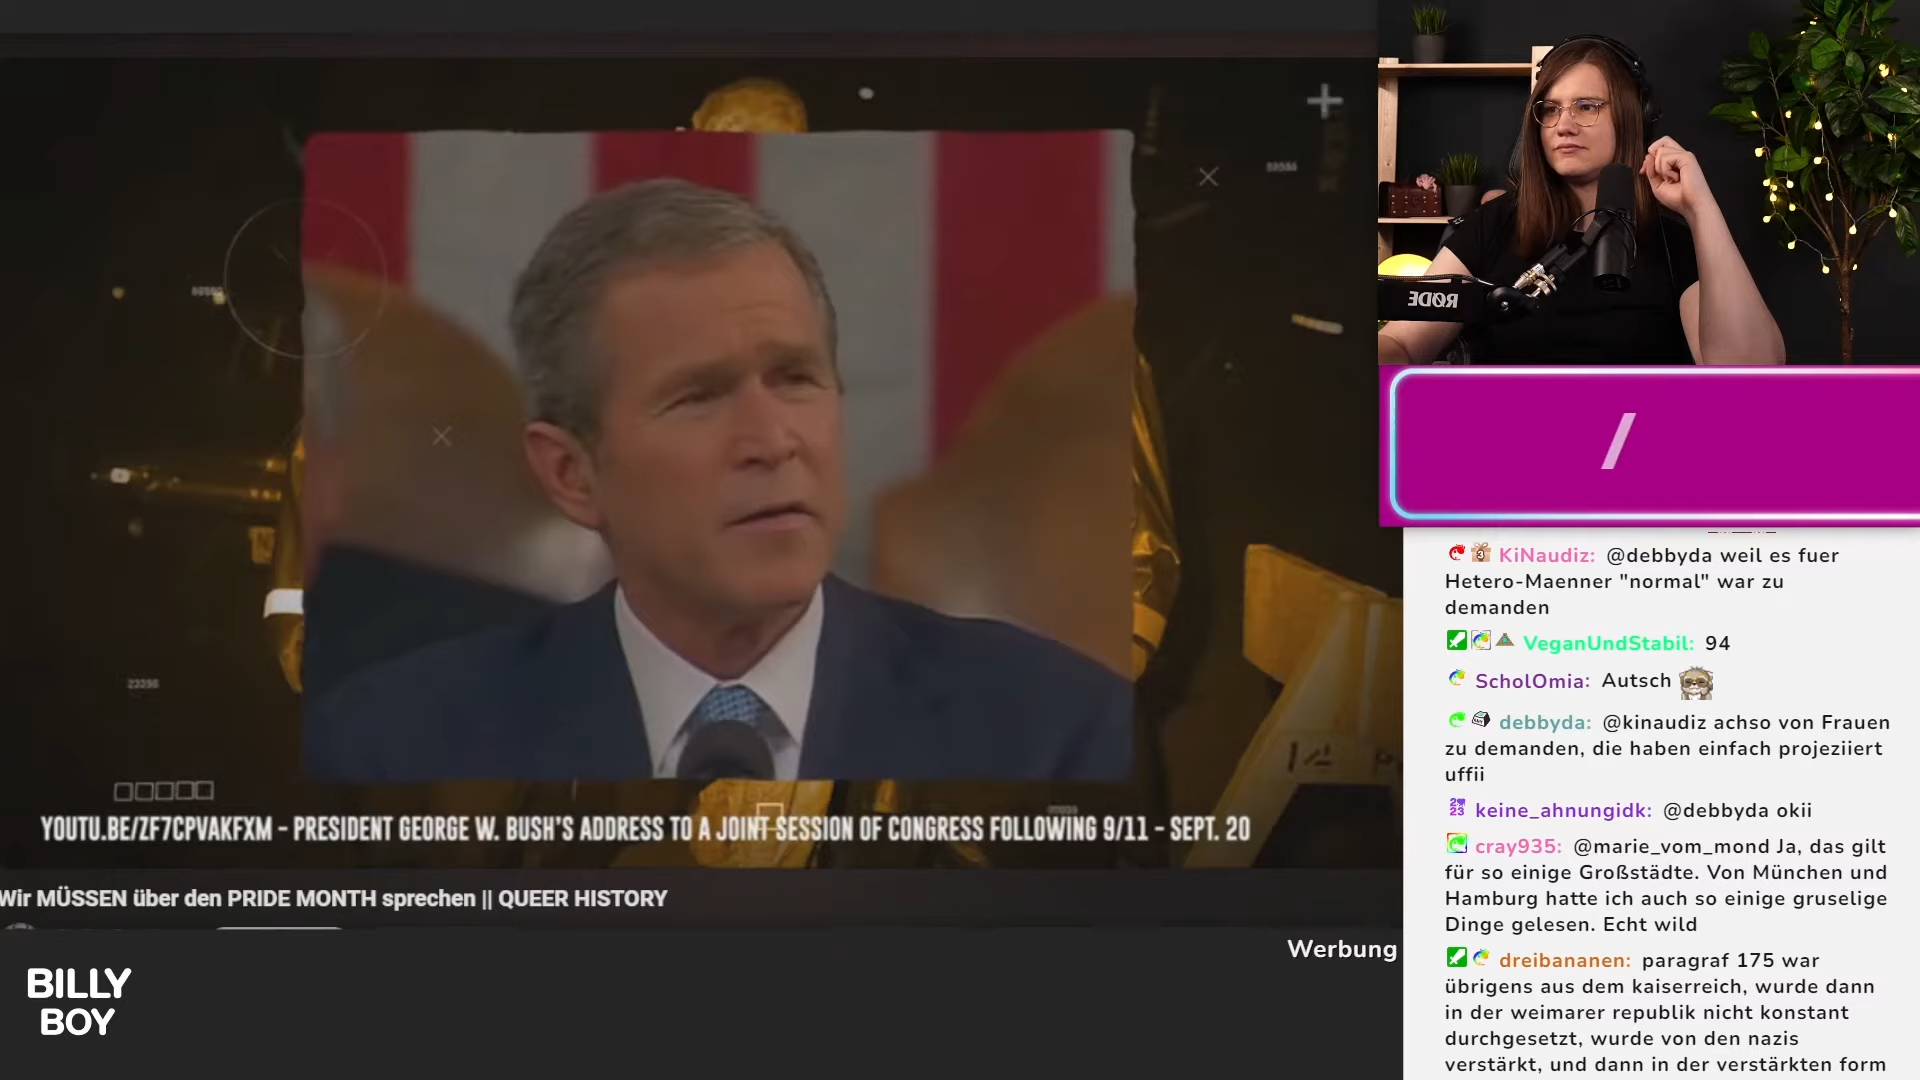 YOUTU.BE/ZF7CPVAKFXM - PRESIDENT GEORGE W. BUSH'S ADDRESS TO A JOINT SESSION OF CONGRESS FOLLOWING 9/11 - SEPT. 20
Wir MÜSSEN über den PRIDE MONTH sprechen || QUEER HISTORY
Werbung
BILLY
BOY
RØDE
/
KiNaudiz: @debbyda weil es fuer
Hetero-Maenner "normal" war zu
demanden
VeganUndStabil: 94
ScholOmia: Autsch
debbyda: @kinaudiz achso von Frauen
zu demanden, die haben einfach projeziiert
uffii
keine_ahnungidk: @debbyda okii
cray935: @marie_vom_mond Ja, das gilt
für so einige Großstädte. Von München und
Hamburg hatte ich auch so einige gruselige
Dinge gelesen. Echt wild
dreibananen: paragraf 175 war
übrigens aus dem kaiserreich, wurde dann
in der weimarer republik nicht konstant
durchgesetzt, wurde von den nazis
verstärkt, und dann in der verstärkten form